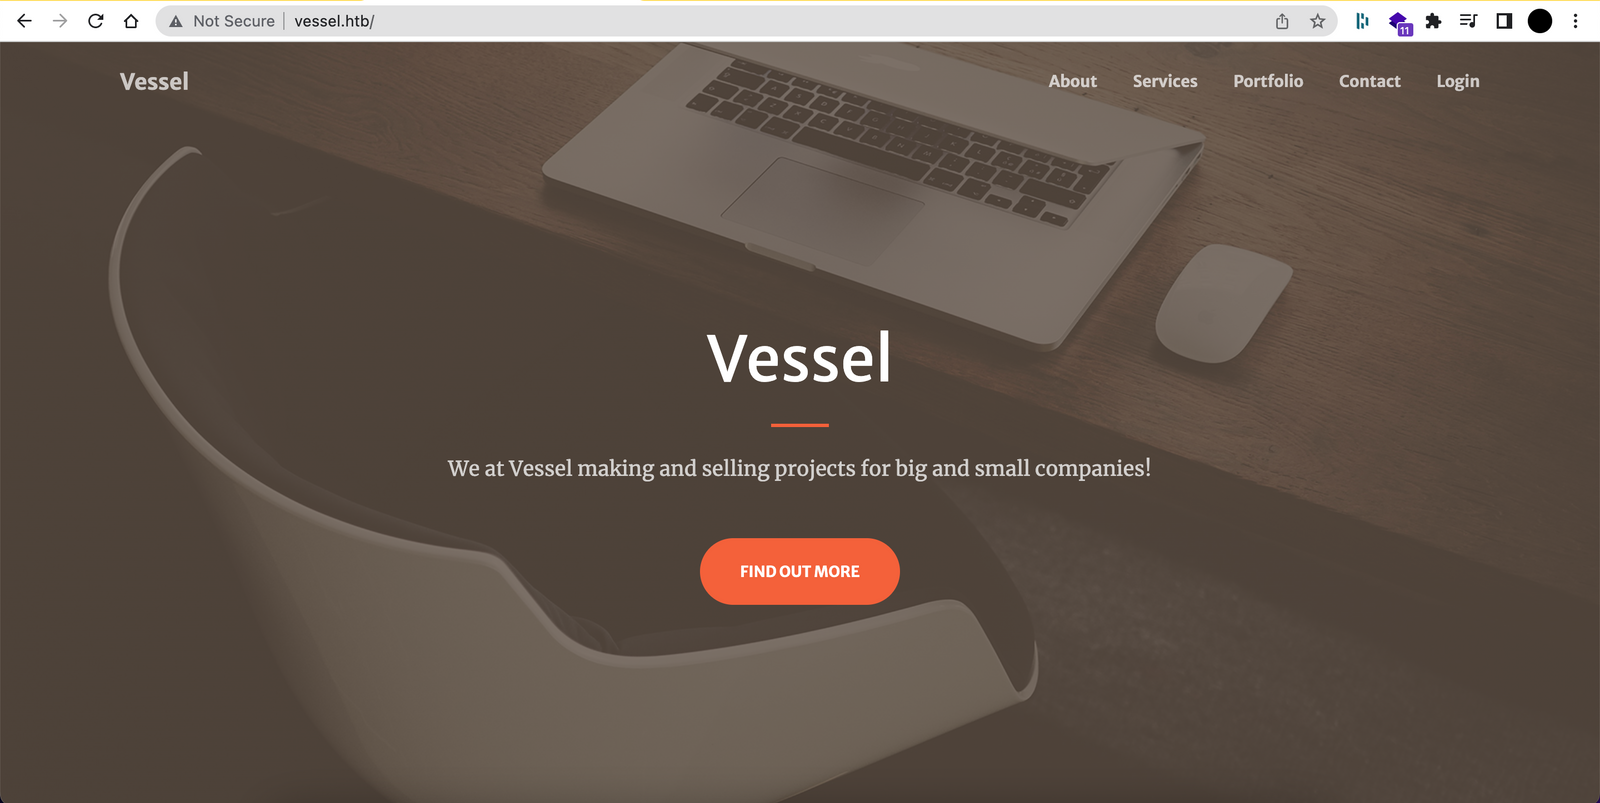 Not Secure
vessel.htb/
11
Vessel
About
Services
Portfolio
Contact
Login
Vessel
We at Vessel making and selling projects for big and small companies!
FIND OUT MORE